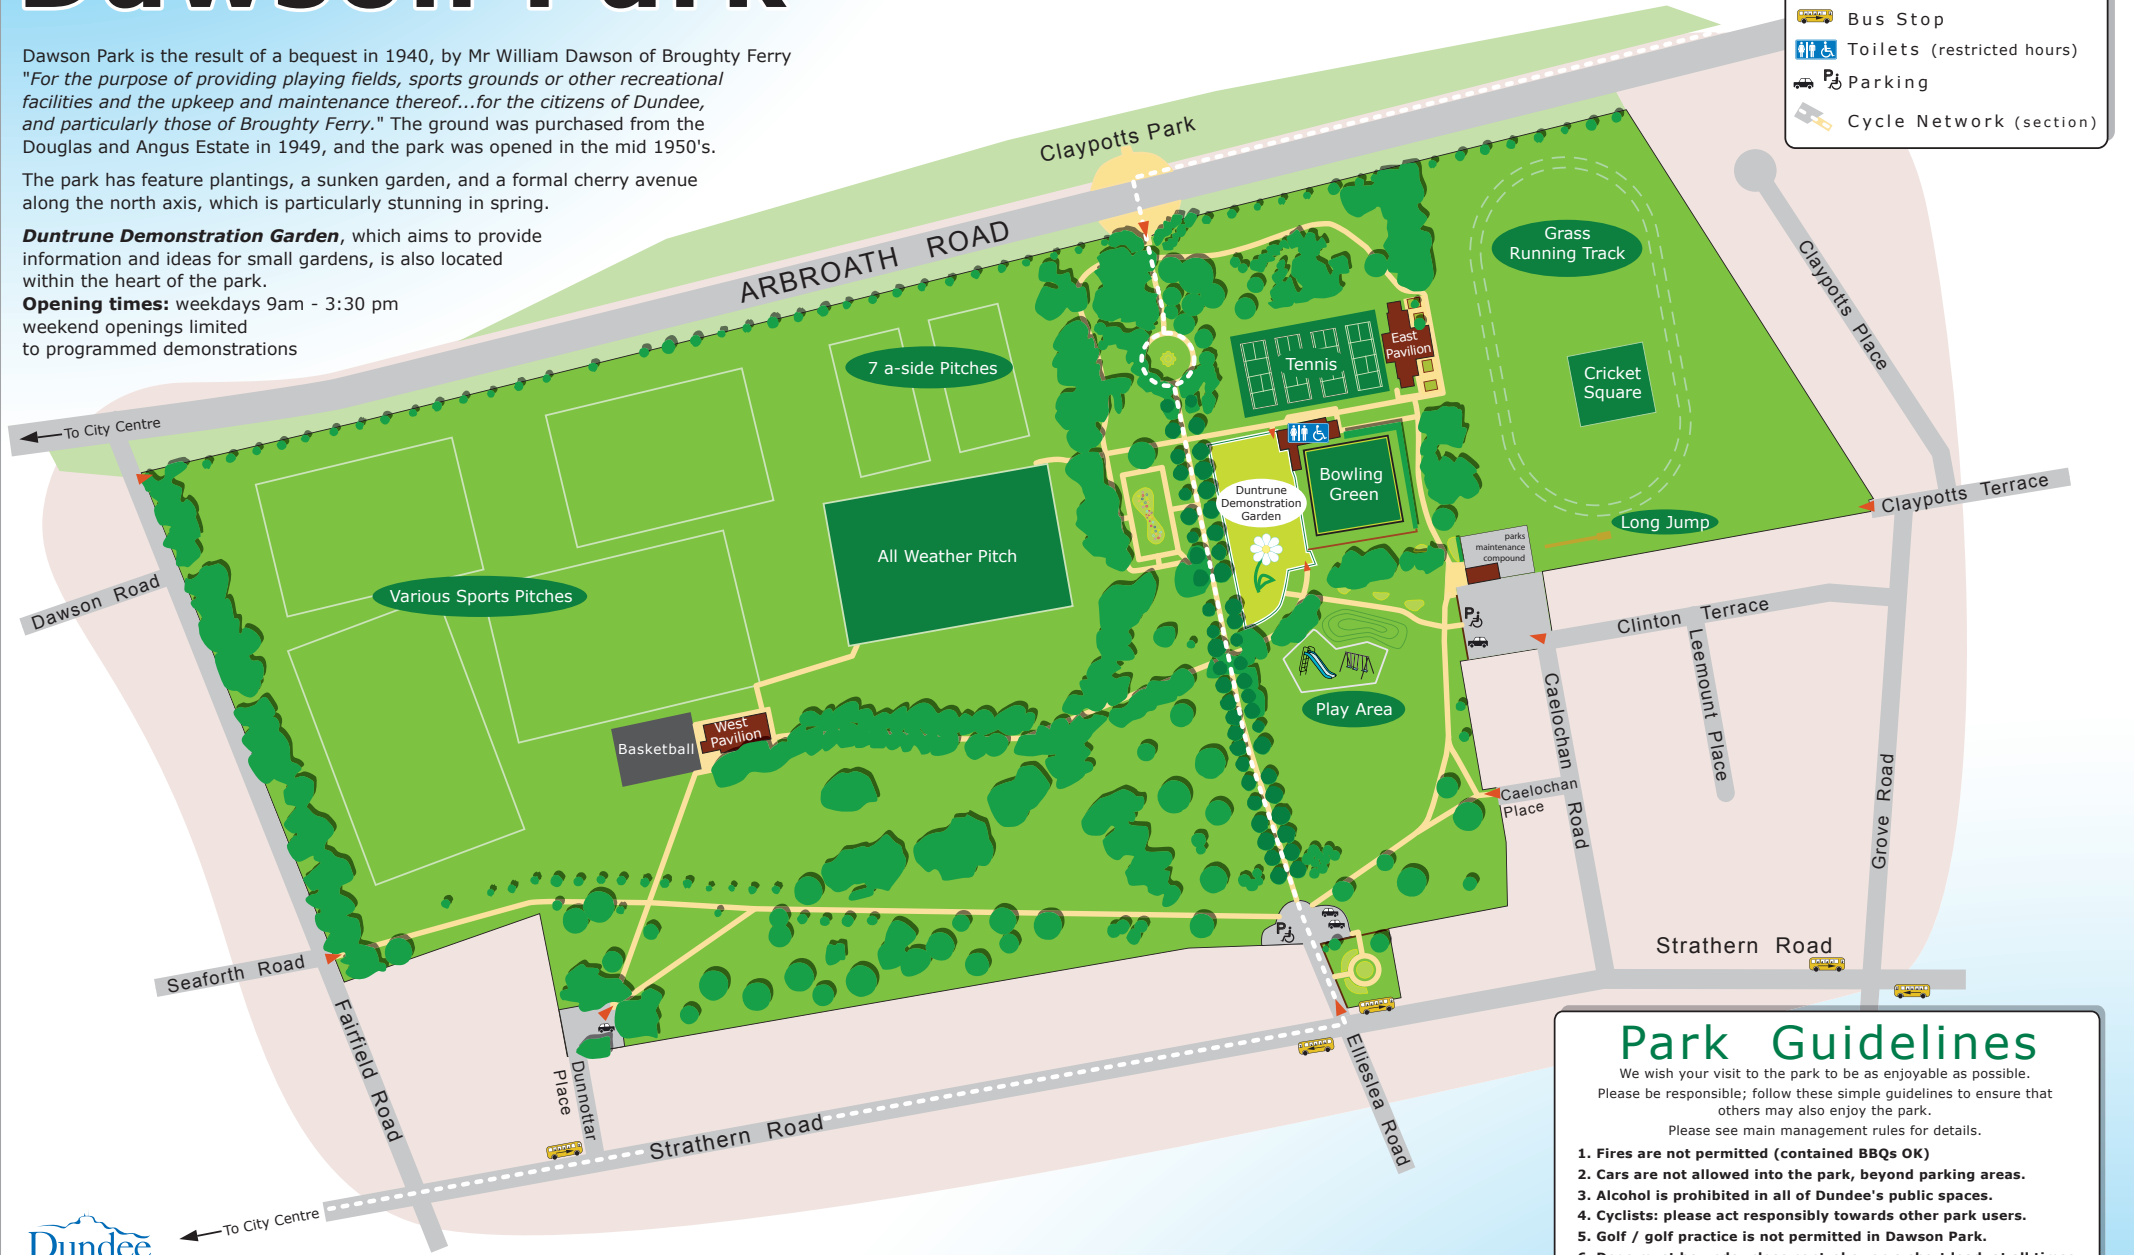 Dawson Park
Dawson Park is the result of a bequest in 1940, by Mr William Dawson of Broughty Ferry
"For the purpose of providing playing fields, sports grounds or other recreational
facilities and the upkeep and maintenance thereof...for the citizens of Dundee,
and particularly those of Broughty Ferry." The ground was purchased from the
Douglas and Angus Estate in 1949, and the park was opened in the mid 1950's.
The park has feature plantings, a sunken garden, and a formal cherry avenue
along the north axis, which is particularly stunning in spring.
Duntrune Demonstration Garden, which aims to provide
information and ideas for small gardens, is also located
within the heart of the park.
Opening times: weekdays 9am - 3:30 pm
weekend openings limited
to programmed demonstrations
Bus Stop
Toilets (restricted hours)
P Parking
Cycle Network (section)
Claypotts Park
ARBROATH ROAD
To City Centre
Grass
Running Track
Claypotts Place
7 a-side Pitches
Tennis
East
Pavilion
Cricket
Square
Bowling
Green
Duntrune
Demonstration
Garden
Claypotts Terrace
Long Jump
parks
maintenance
compound
All Weather Pitch
Various Sports Pitches
Dawson Road
P
Clinton Terrace
Leemount Place
Play Area
Caelochan Road
Grove Road
West
Pavilion
Basketball
Caelochan
Place
P
Strathern Road
Seaforth Road
Fairfield Road
Dunnottar
Place
Strathern Road
Ellieslea Road
To City Centre
Dundee
Park Guidelines
We wish your visit to the park to be as enjoyable as possible.
Please be responsible; follow these simple guidelines to ensure that
others may also enjoy the park.
Please see main management rules for details.
1. Fires are not permitted (contained BBQs OK)
2. Cars are not allowed into the park, beyond parking areas.
3. Alcohol is prohibited in all of Dundee's public spaces.
4. Cyclists: please act responsibly towards other park users.
5. Golf / golf practice is not permitted in Dawson Park.